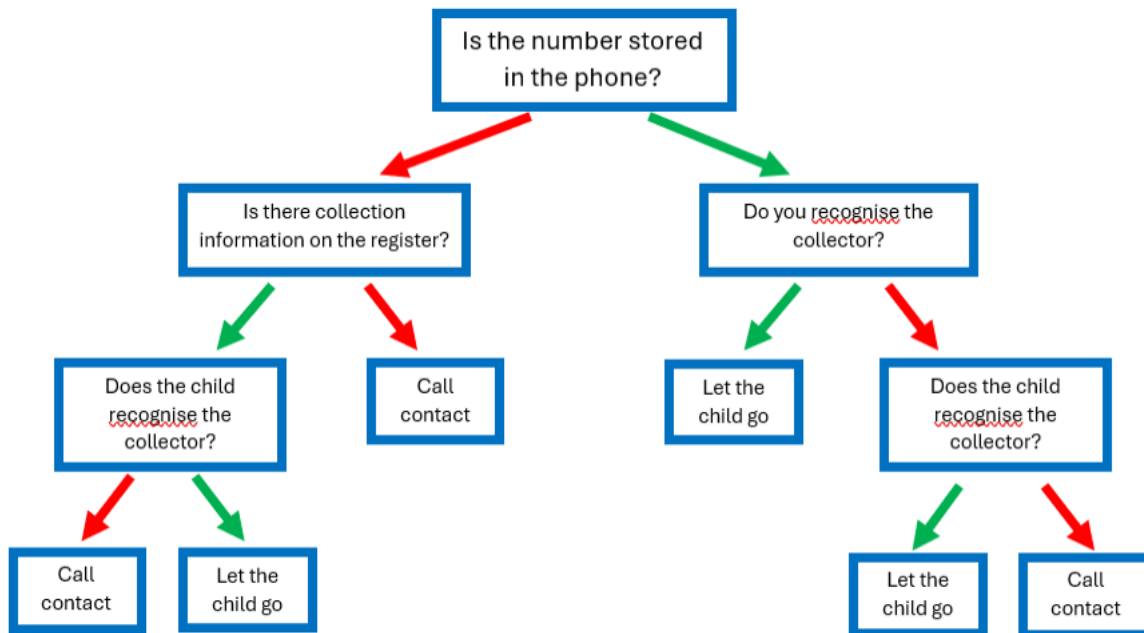 Is the number stored
in the phone?
Is there collection
information on the register?
Do you recognise the
collector?
Does the child
recognise the
collector?
Call
contact
Let the
child go
Does the child
recognise the
collector?
Call
contact
Let the
child go
Let the
child go
Call
contact